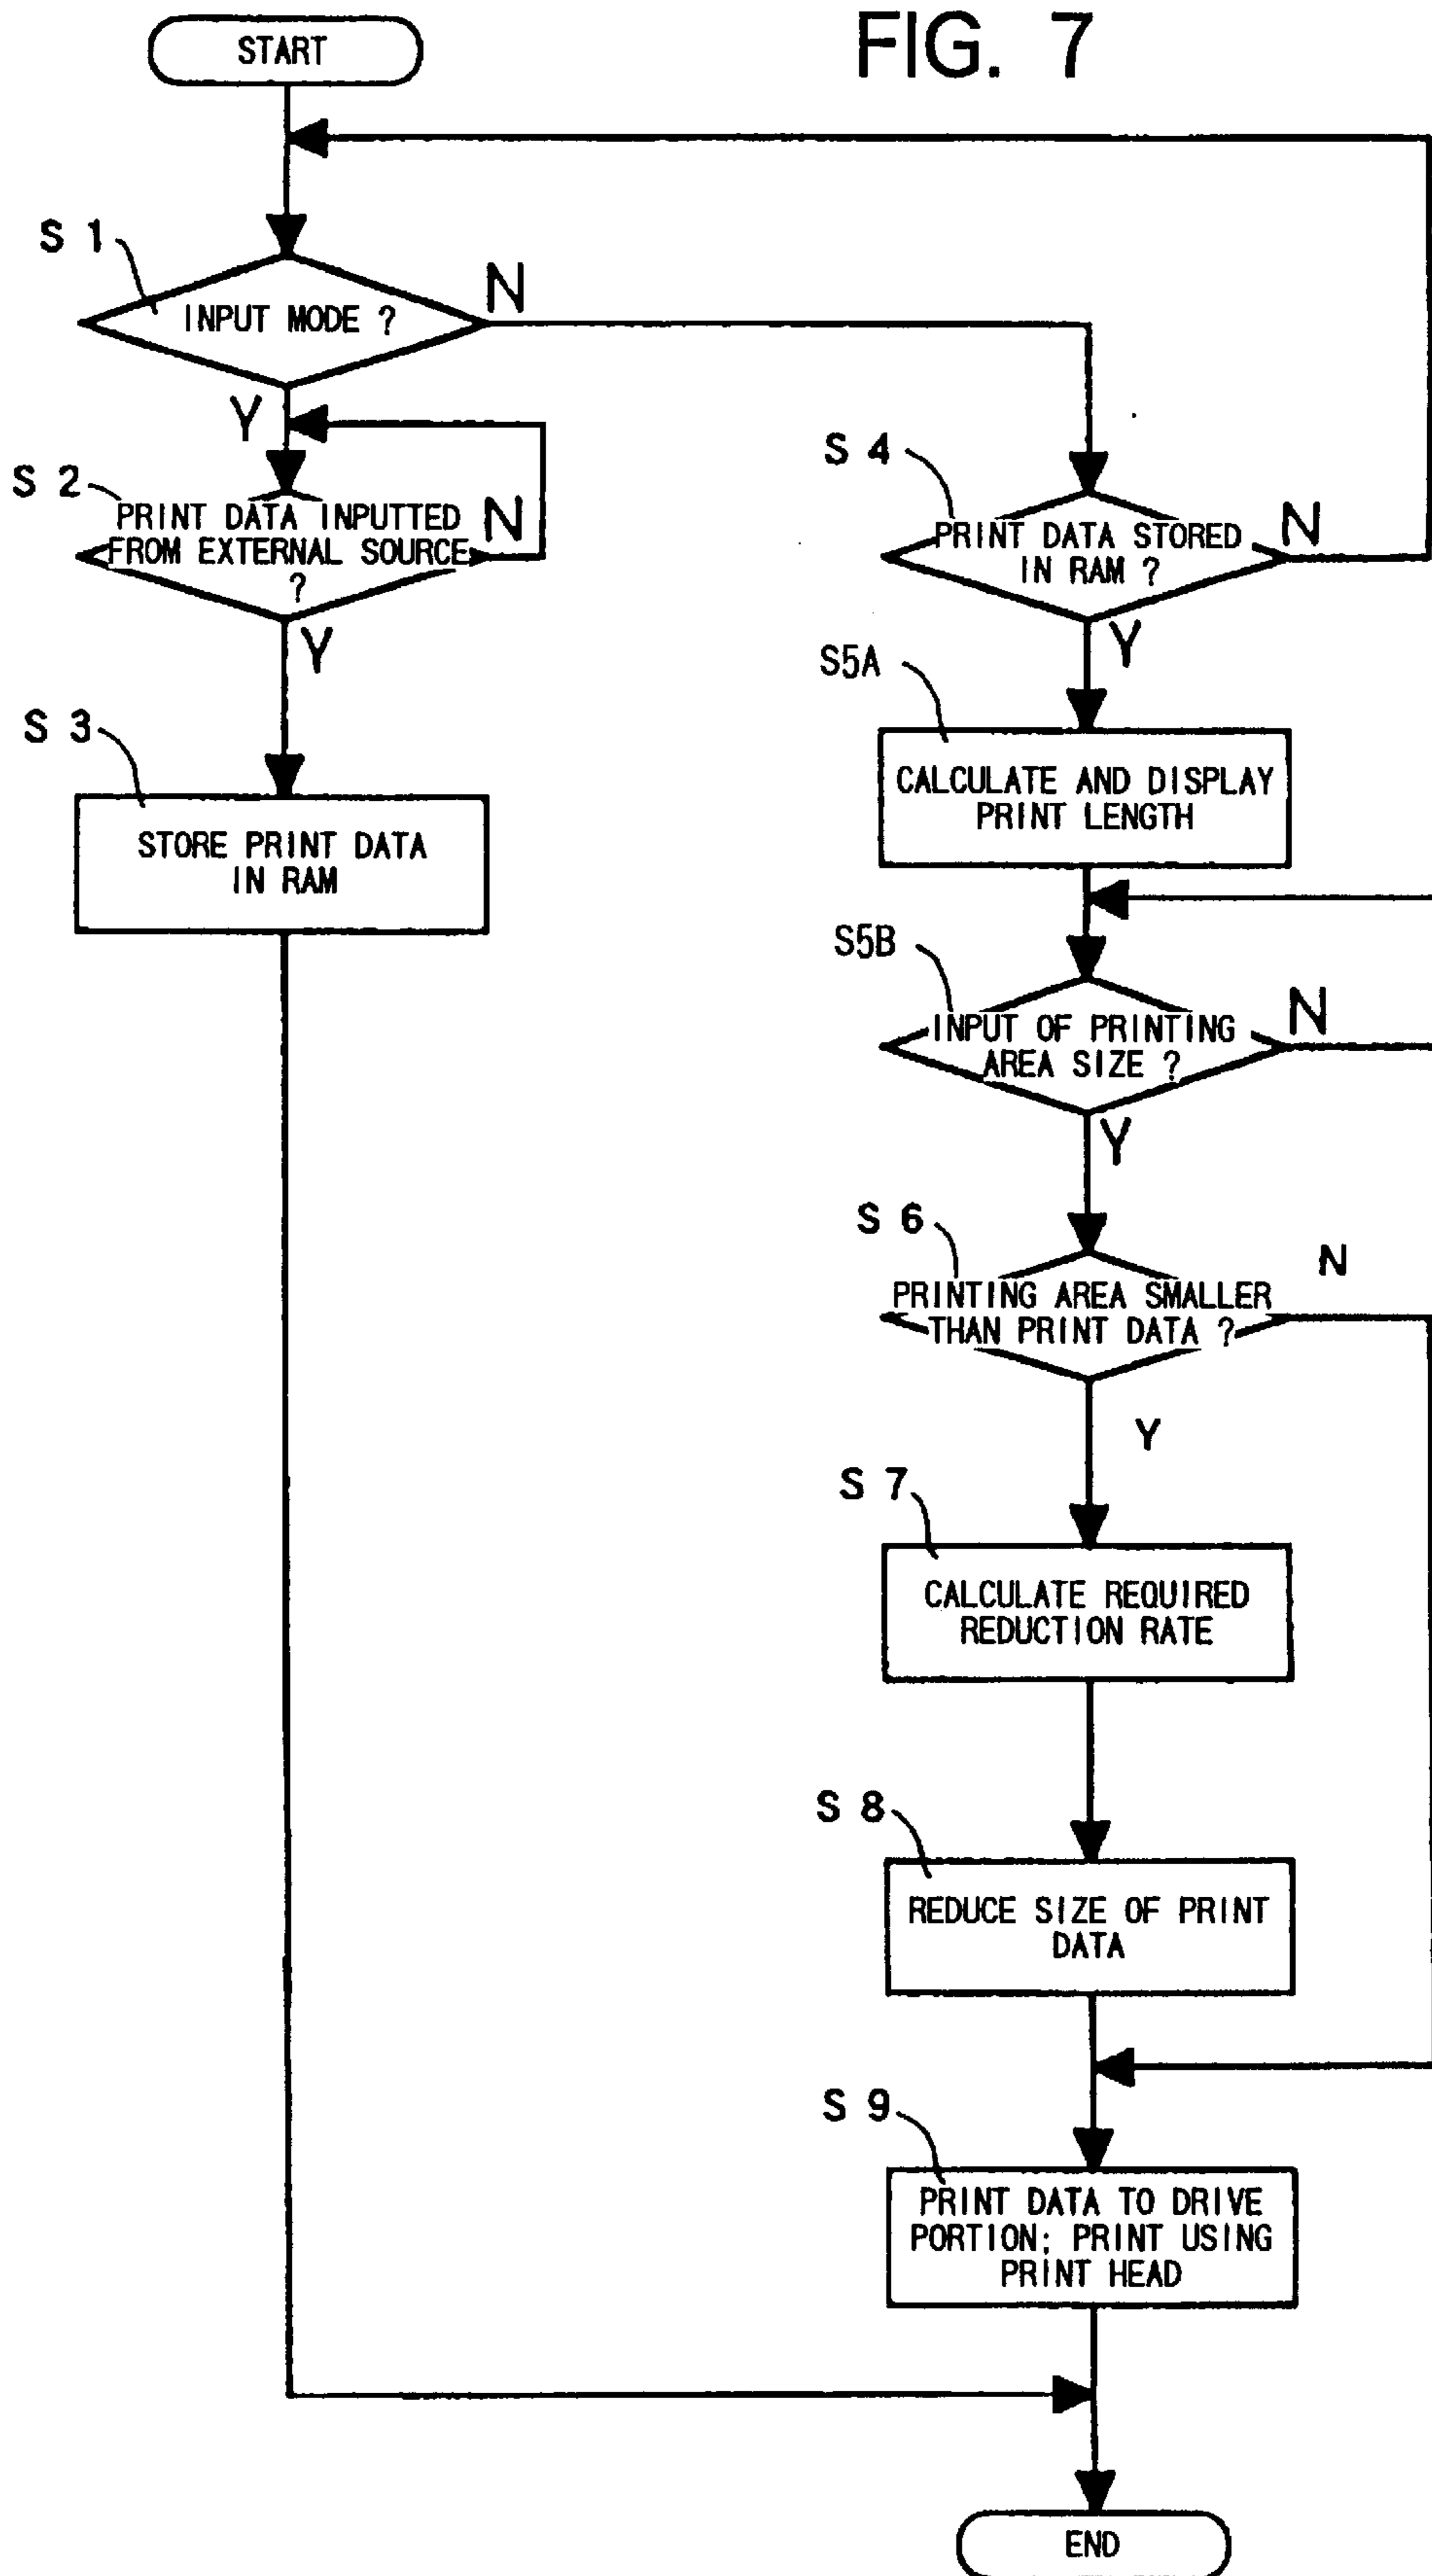 FIG. 7
START
S 1
INPUT MODE ?
N
Y
S 2
PRINT DATA INPUTTED
FROM EXTERNAL SOURCE
?
N
Y
S 3
STORE PRINT DATA
IN RAM
S 4
PRINT DATA STORED
IN RAM ?
N
Y
S5A
CALCULATE AND DISPLAY
PRINT LENGTH
S5B
INPUT OF PRINTING
AREA SIZE ?
N
Y
S 6
PRINTING AREA SMALLER
THAN PRINT DATA ?
N
Y
S 7
CALCULATE REQUIRED
REDUCTION RATE
S 8
REDUCE SIZE OF PRINT
DATA
S 9
PRINT DATA TO DRIVE
PORTION; PRINT USING
PRINT HEAD
END